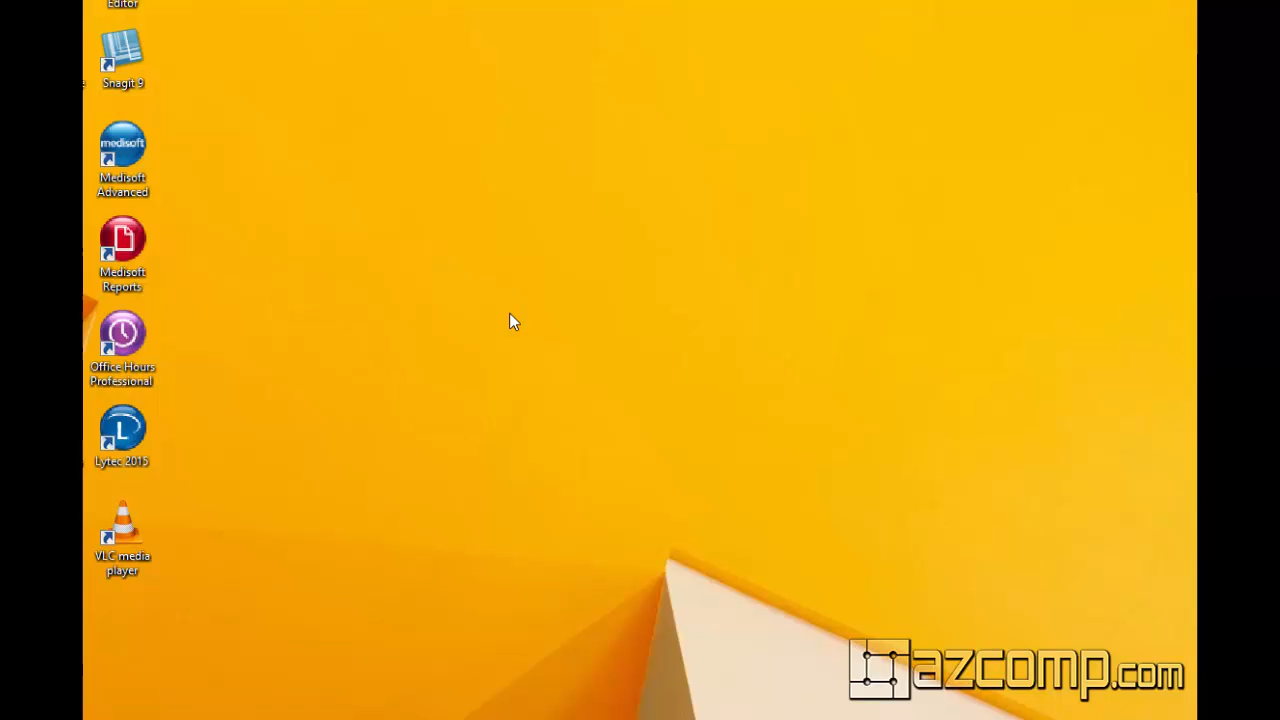 Editor
Snagit 9
medisoft
Medisoft
Advanced
Medisoft
Reports
Office Hours
Professional
L
Lytec 2015
VLC media
player
azcomp.com